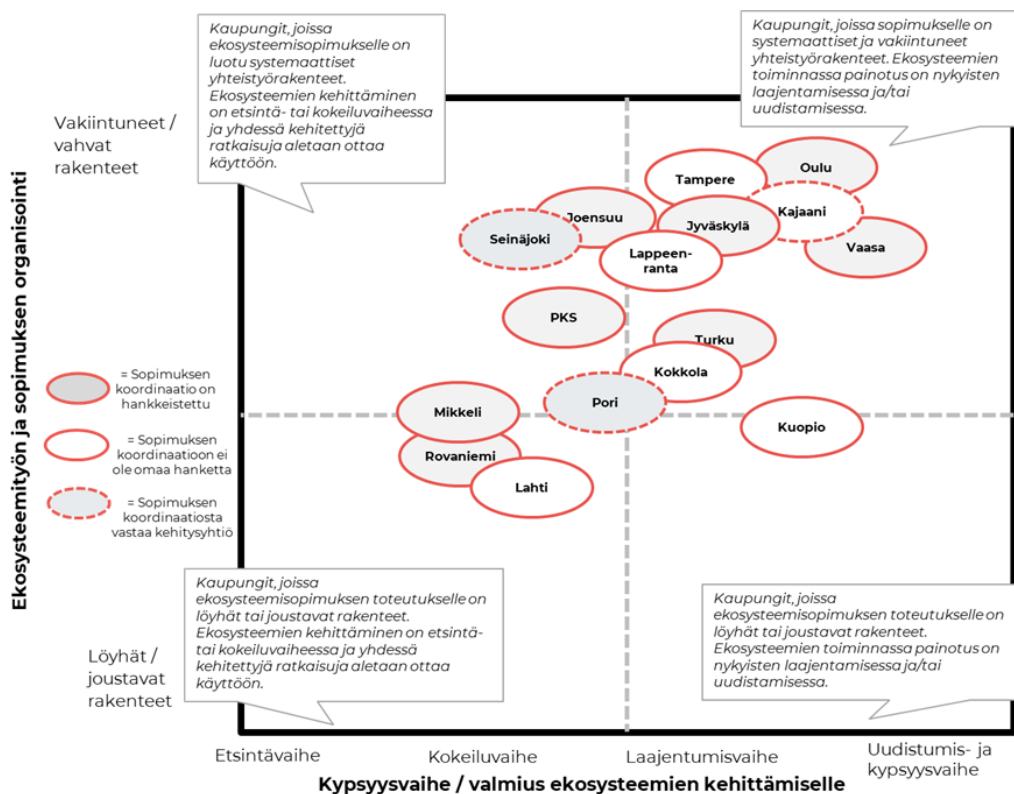 Kaupungit, joissa
ekosysteemisopimukselle on
luotu systemaattiset
yhteistyörakenteet.
Ekosysteemien kehittäminen
on etsintä- tai kokeiluvaiheessa
ja yhdessä kehitettyjä
ratkaisuja aletaan ottaa
käyttöön.
Kaupungit, joissa sopimukselle on
systemaattiset ja vakiintuneet
yhteistyörakenteet. Ekosysteemien
toiminnassa painotus on nykyisten
laajentamisessa ja/tai
uudistamisessa.
Vakiintuneet /
vahvat
rakenteet
Ekosysteemityön ja sopimuksen organisointi
Tampere
Oulu
Joensuu
Jyväskylä
Kajaani
Seinäjoki
Lappeen-
ranta
Vaasa
PKS
Turku
Kokkola
Pori
Mikkeli
Kuopio
Rovaniemi
Lahti
= Sopimuksen
koordinaatio on
hankkeistettu
= Sopimuksen
koordinaatioon ei
ole omaa hanketta
= Sopimuksen
koordinaatiosta
vastaa kehitysyhtiö
Kaupungit, joissa
ekosysteemisopimuksen toteutukselle on
löyhät tai joustavat rakenteet.
Ekosysteemien kehittäminen on etsintä-
tai kokeiluvaiheessa ja yhdessä
kehitettyjä ratkaisuja aletaan ottaa
käyttöön.
Kaupungit, joissa
ekosysteemisopimuksen toteutukselle on
löyhät tai joustavat rakenteet.
Ekosysteemien toiminnassa painotus on
nykyisten laajentamisessa ja/tai
uudistamisessa.
Löyhät /
joustavat
rakenteet
Etsintävaihe
Kokeiluvaihe
Laajentumisvaihe
Uudistumis- ja
kypsyysvaihe
Kypsyysvaihe / valmius ekosysteemien kehittämiselle